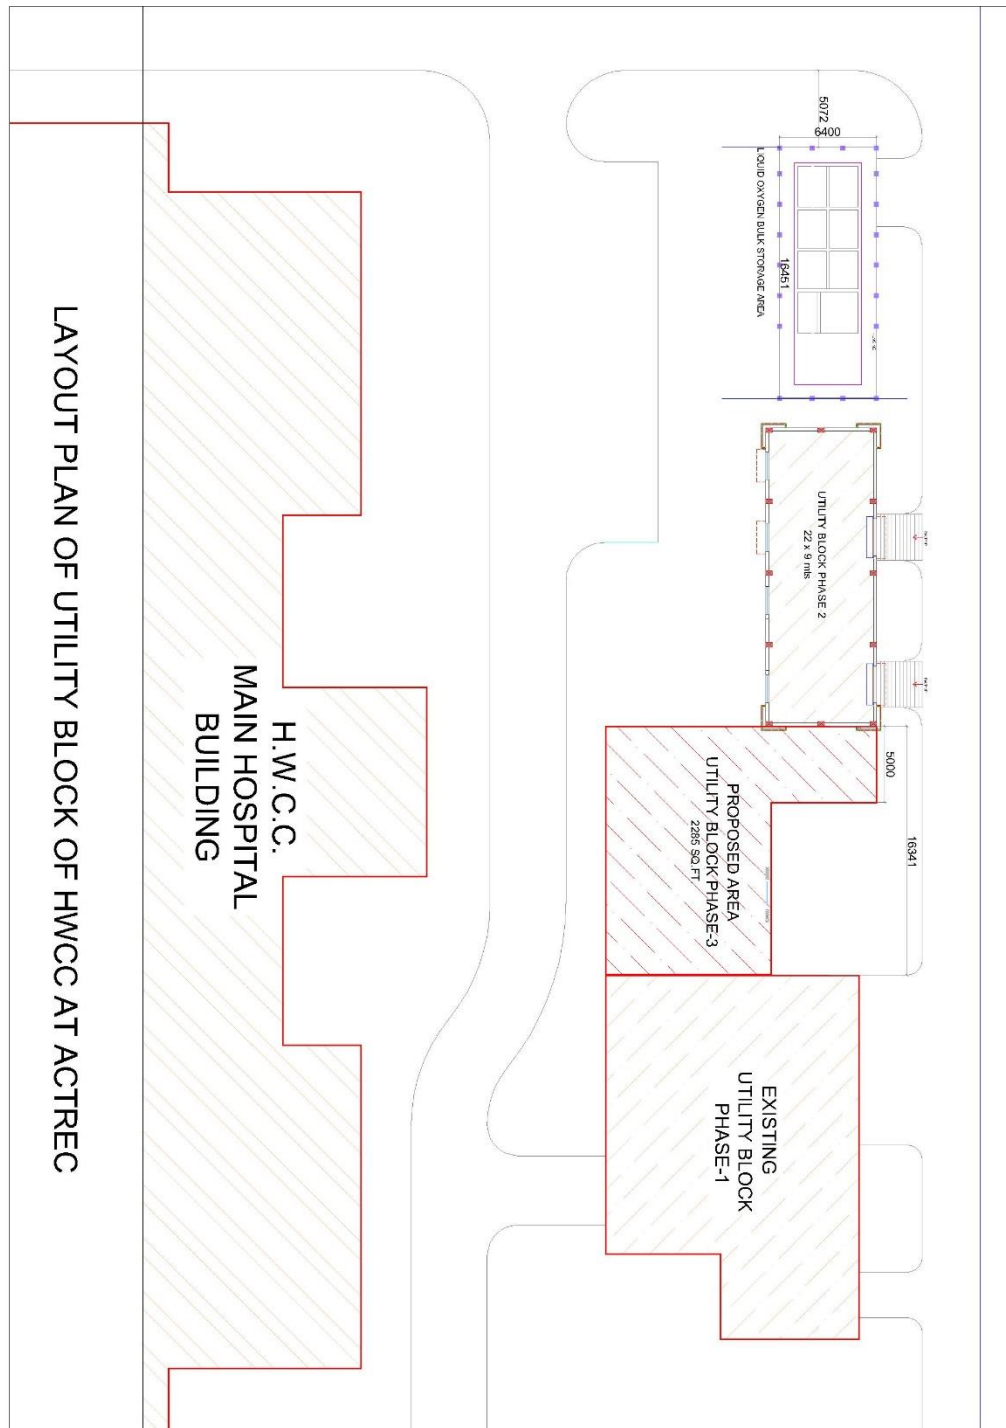 5072
6400
LIQUID OXYGEN BULK STORAGE AREA
16451
UTILITY BLOCK PHASE 2
22 x 9 mts
5000
16341
PROPOSED AREA
UTILITY BLOCK PHASE-3
2285 SQ.FT
EXISTING
UTILITY BLOCK
PHASE-1
H.W.C.C.
MAIN HOSPITAL
BUILDING
LAYOUT PLAN OF UTILITY BLOCK OF HWCC AT ACTREC